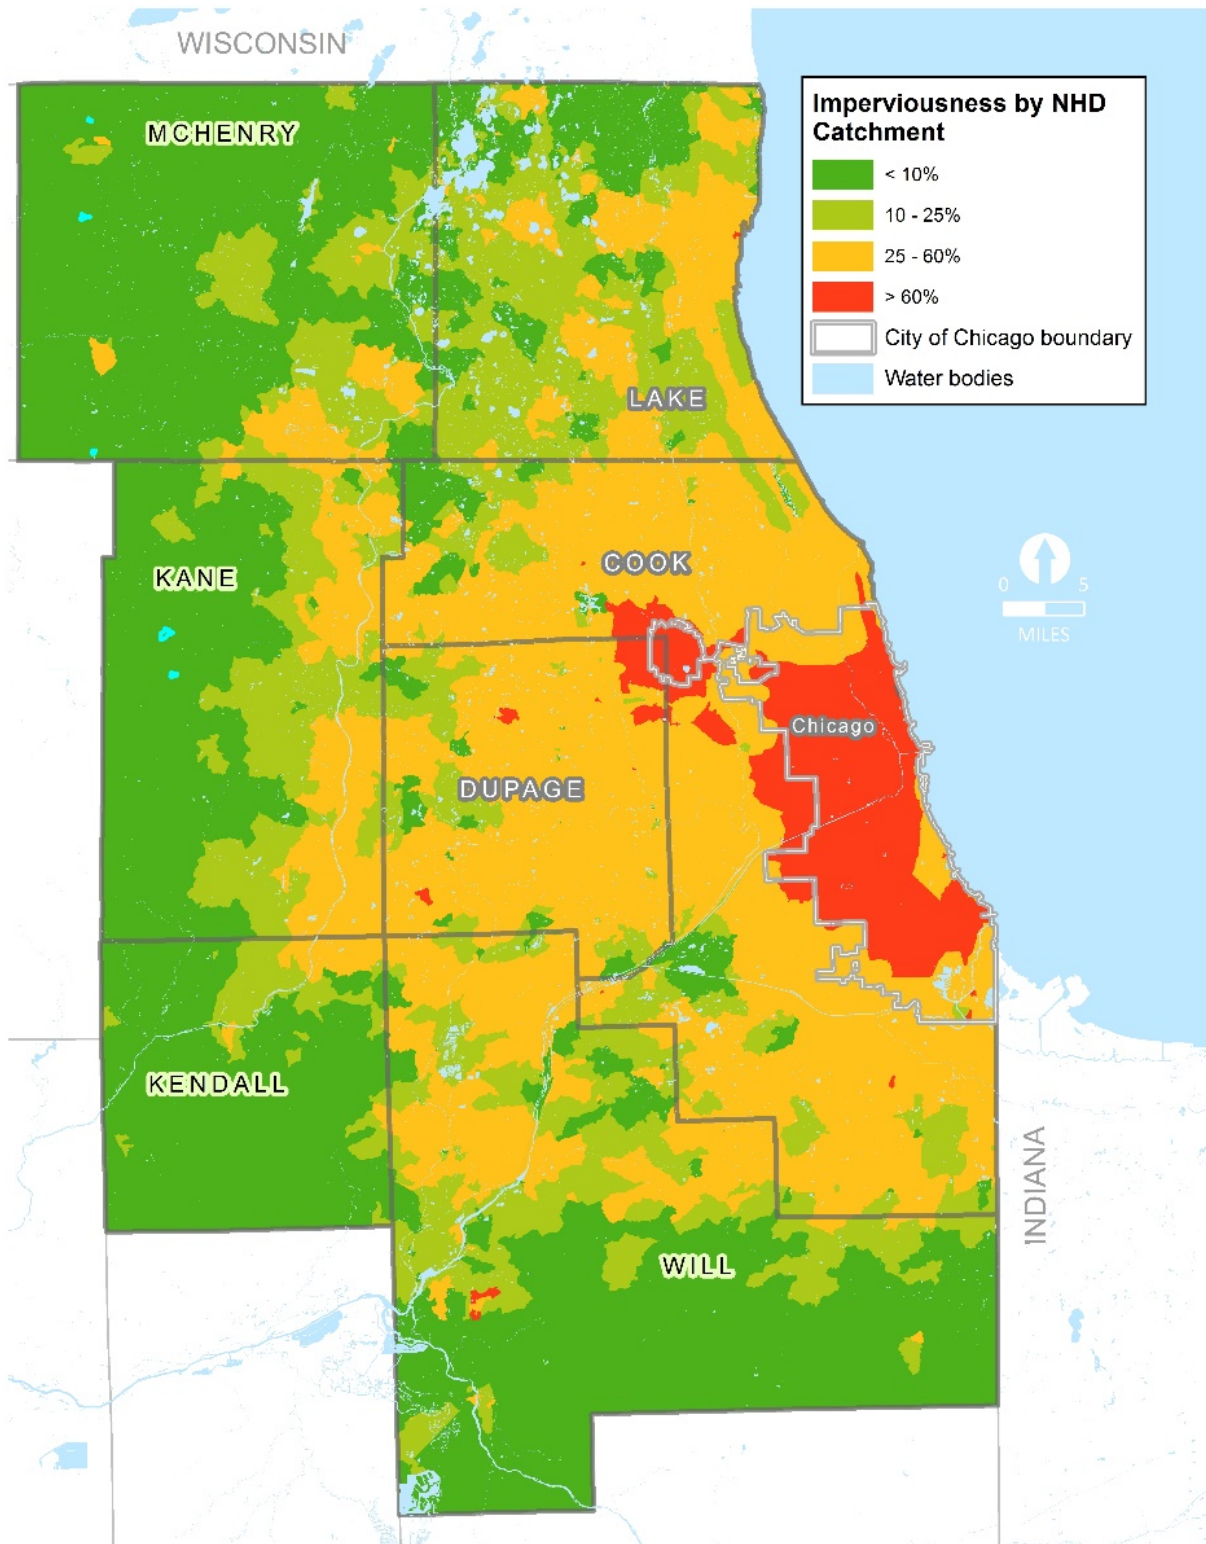 WISCONSIN
Imperviousness by NHD
Catchment
< 10%
10 - 25%
25 - 60%
> 60%
City of Chicago boundary
Water bodies
MCHENRY
LAKE
KANE
COOK
0 5
MILES
Chicago
DUPAGE
KENDALL
INDIANA
WILL